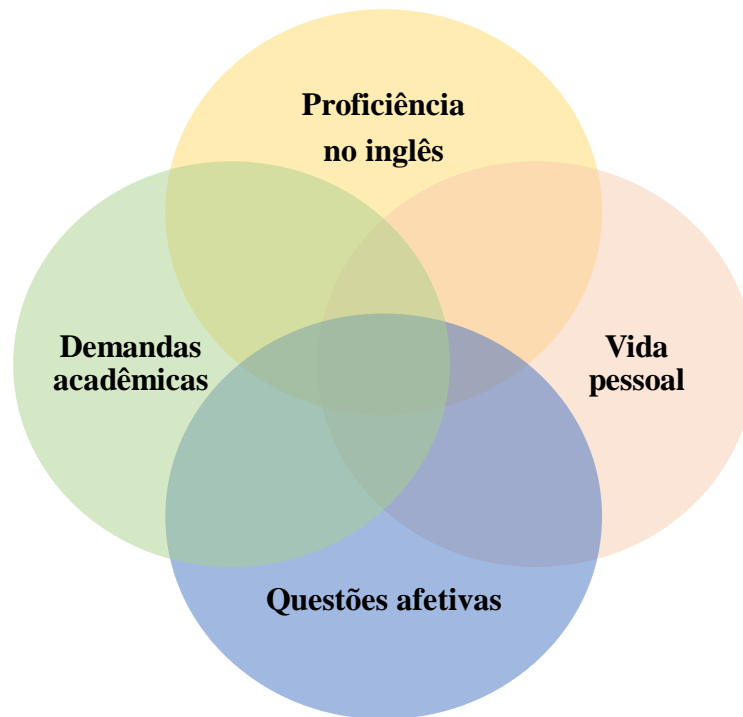 Proficiência
no inglês
Demandas
acadêmicas
Vida
pessoal
Questões afetivas